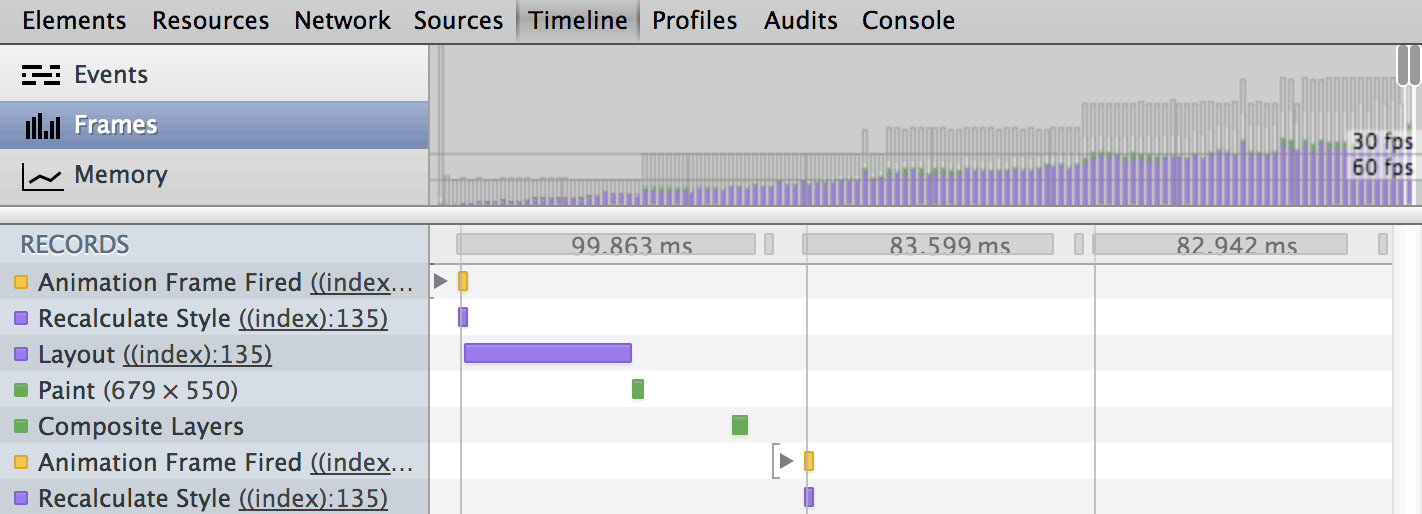 Elements Resources Network Sources Timeline Profiles Audits Console
Events
Frames
Memory
30 fps
60 fps
RECORDS
99.863 ms 83.599 ms 82.942 ms
Animation Frame Fired ((index...
Recalculate Style ((index):135)
Layout ((index):135)
Paint (679 × 550)
Composite Layers
Animation Frame Fired ((index...
Recalculate Style ((index):135)